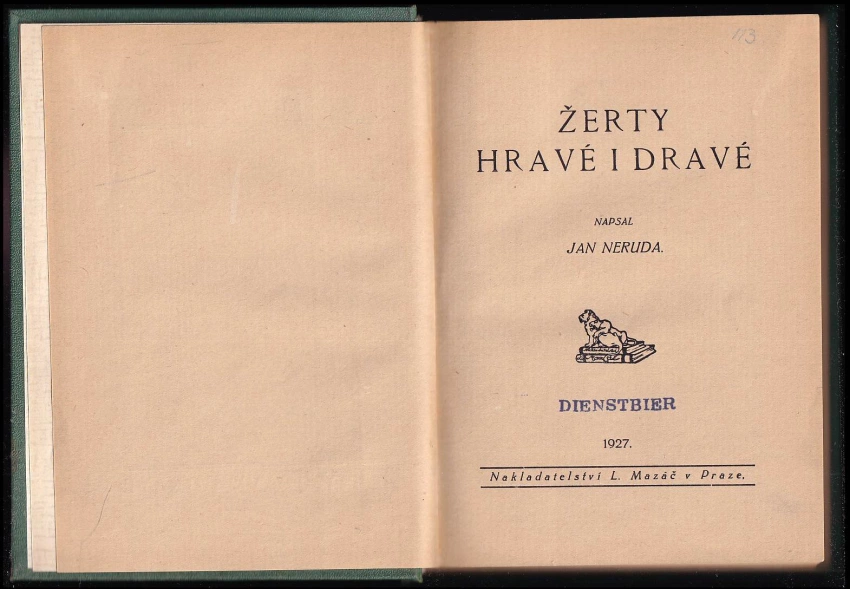 113
ŽERTY
HRAVÉ I DRAVÉ
NAPSAL
JAN NERUDA.
DIENSTBIER
1927.
Nakladatelství L. Mazáč v Praze.